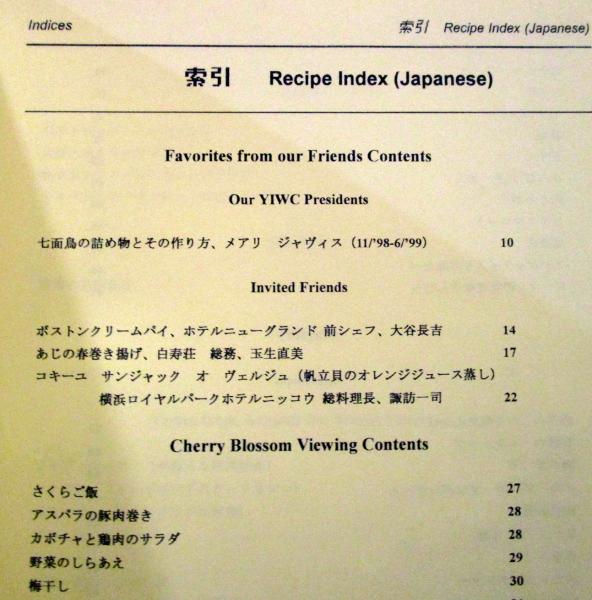 Indices 索引 Recipe Index (Japanese)
索引 Recipe Index (Japanese)
Favorites from our Friends Contents
Our YIWC Presidents
七面鳥の詰め物とその作り方、メアリ ジャヴィス（11/'98-6/'99） 10
Invited Friends
ボストンクリームパイ、ホテルニューグランド 前シェフ、大谷長吉 14
あじの春巻き揚げ、白寿荘 総務、玉生直美 17
コキーユ サンジャック オ ヴェルジュ（帆立貝のオレンジジュース蒸し）
横浜ロイヤルパークホテルニッコウ 総料理長、諏訪一司 22
Cherry Blossom Viewing Contents
さくらご飯 27
アスパラの豚肉巻き 28
カボチャと鶏肉のサラダ 28
野菜のしらあえ 29
梅干し 30